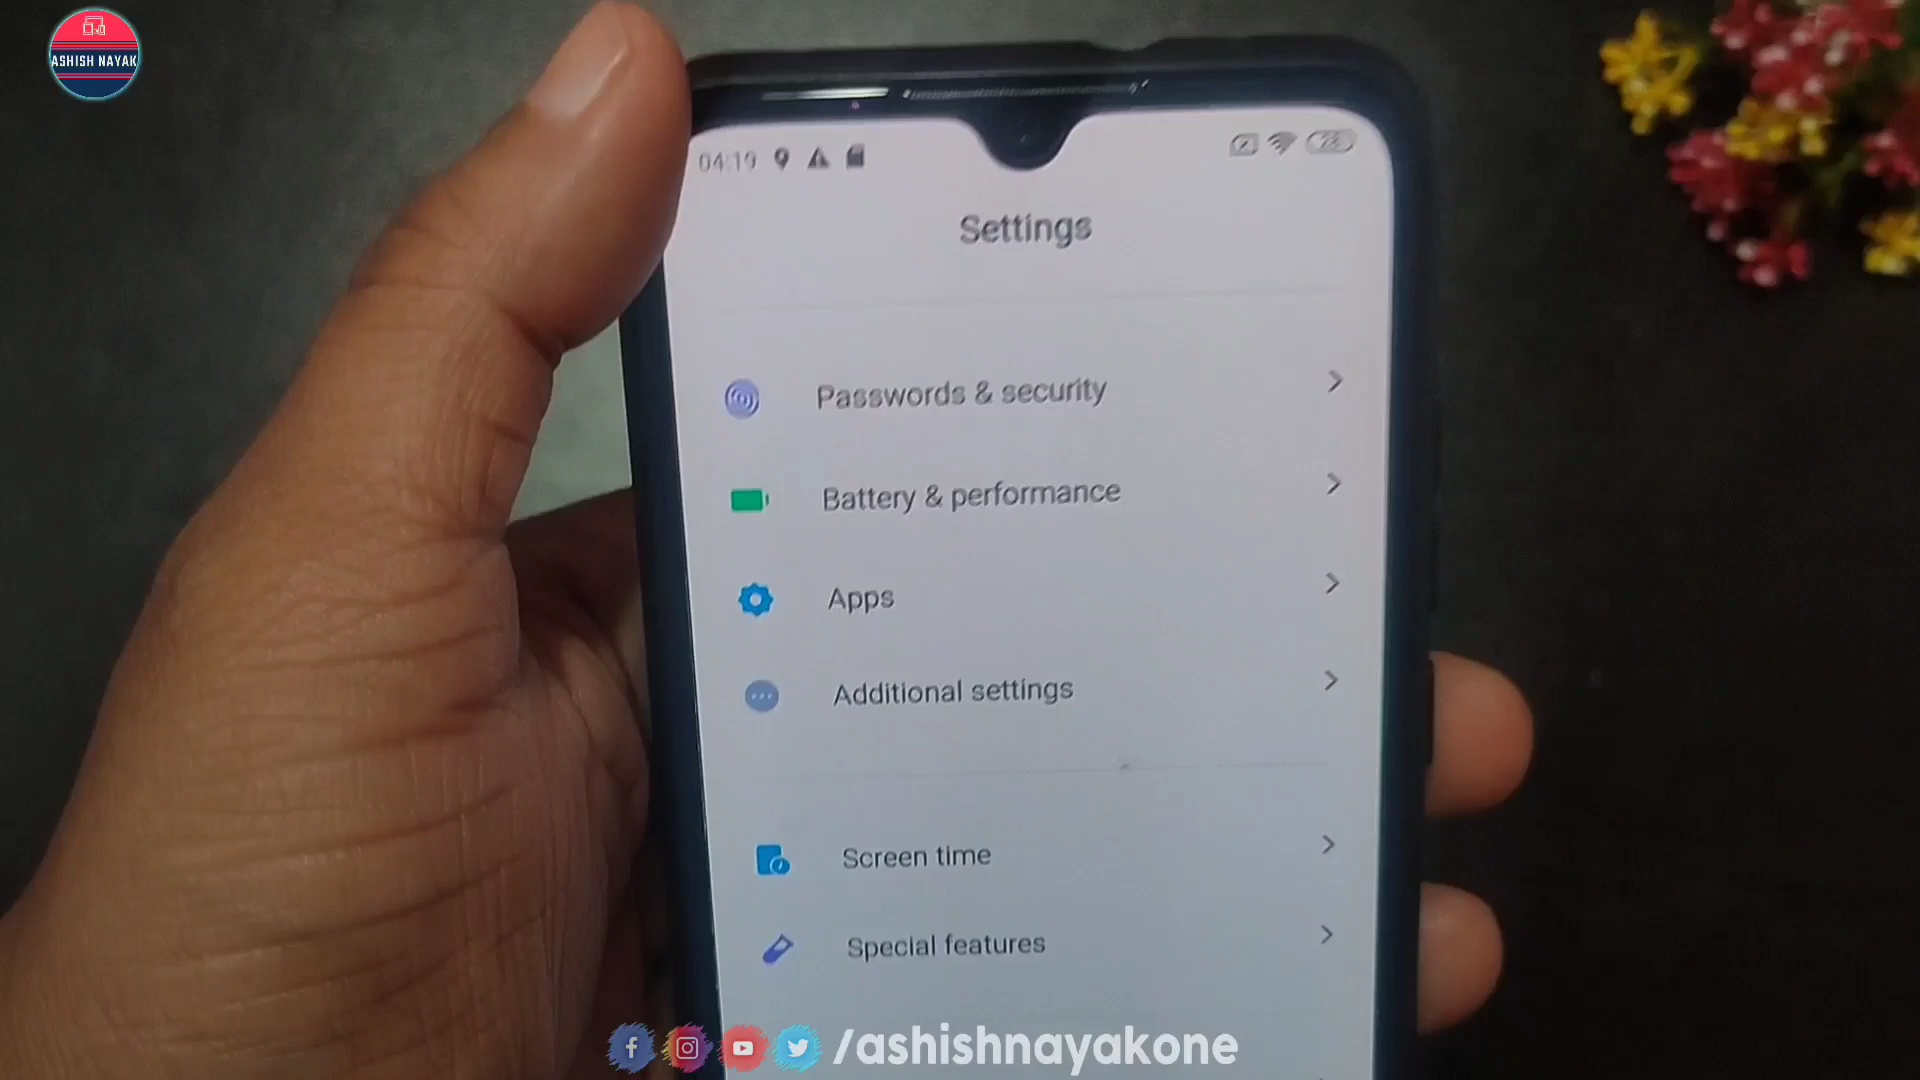 ASHISH NAYAK
04:19
Settings
Passwords & security
Battery & performance
Apps
Additional settings
Screen time
Special features
/ashishnayakone